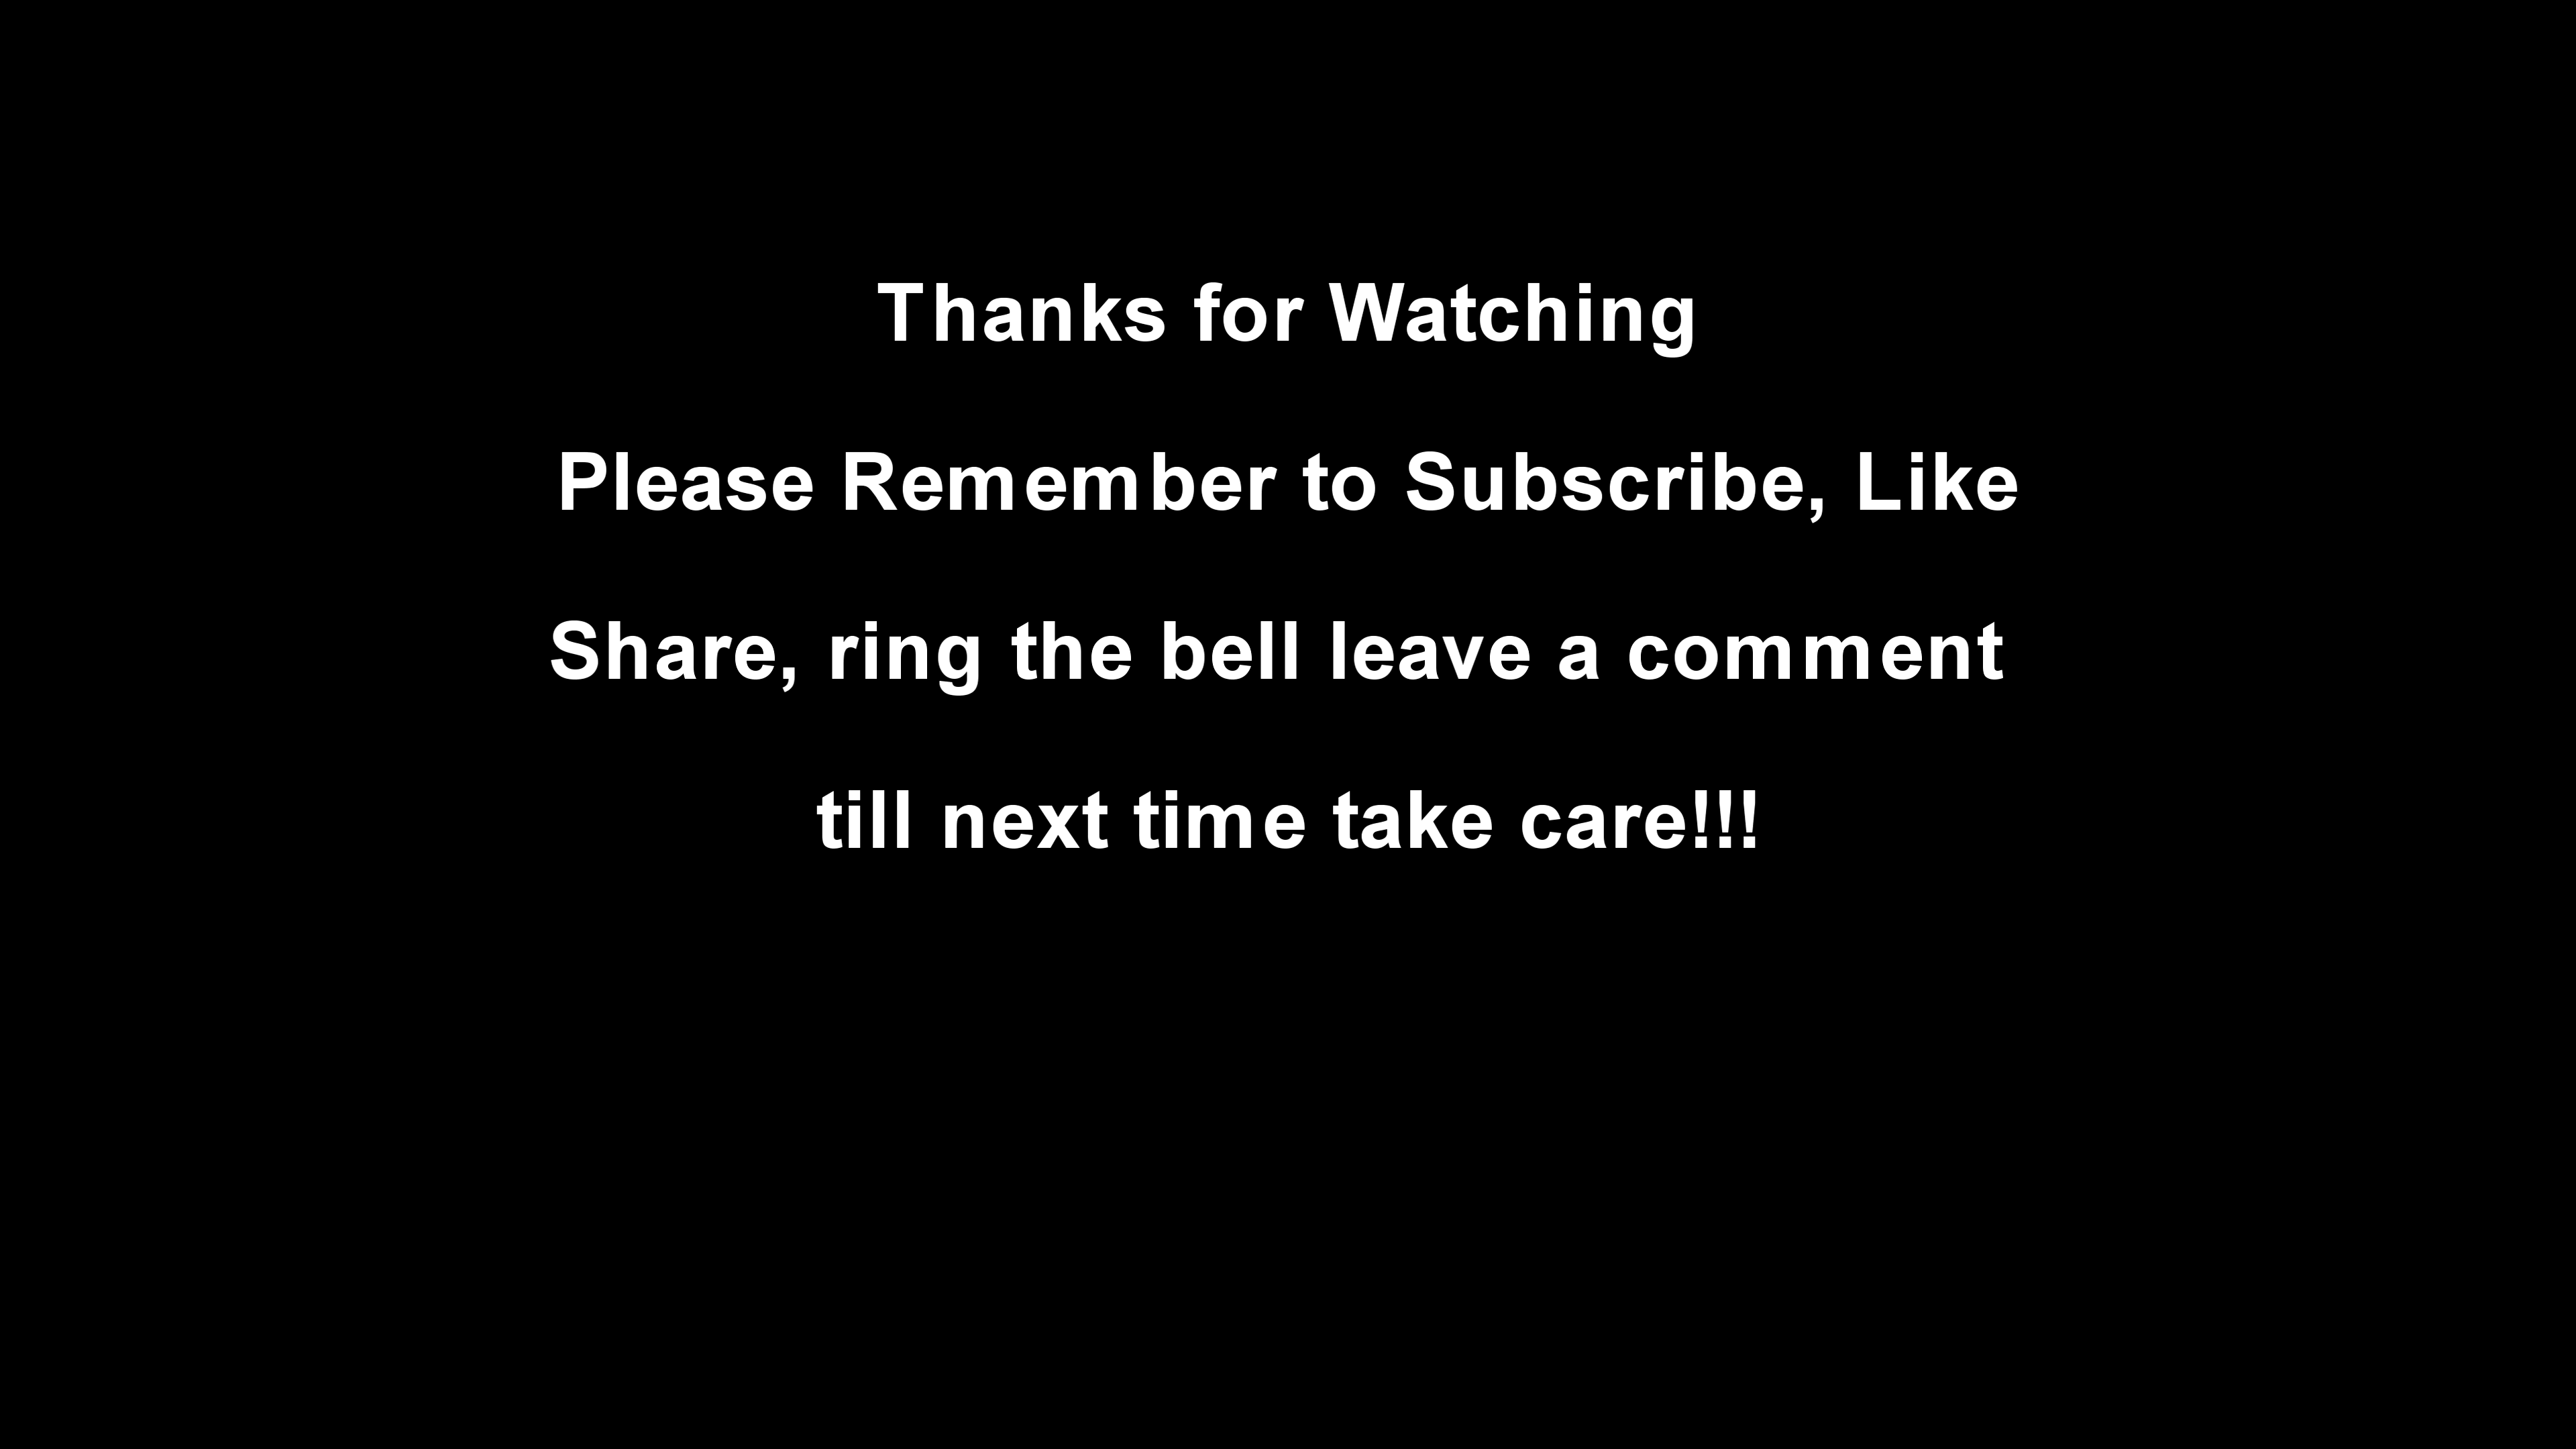 Thanks for Watching
Please Remember to Subscribe, Like
Share, ring the bell leave a comment
till next time take care!!!